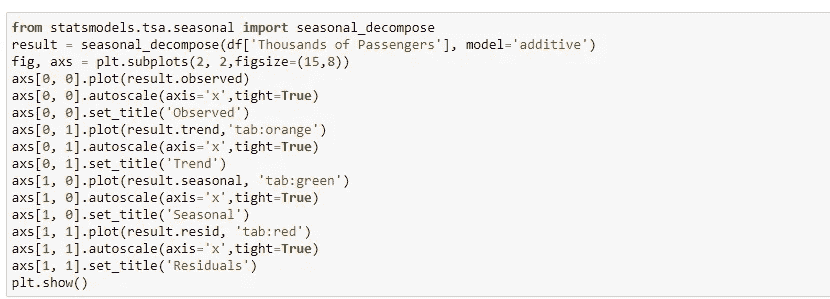 from statsmodels.tsa.seasonal import seasonal_decompose
result = seasonal_decompose(df['Thousands of Passengers'], model='additive')
fig, axs = plt.subplots(2, 2,figsize=(15,8))
axs[0, 0].plot(result.observed)
axs[0, 0].autoscale(axis='x',tight=True)
axs[0, 0].set_title('Observed')
axs[0, 1].plot(result.trend,'tab:orange')
axs[0, 1].autoscale(axis='x',tight=True)
axs[0, 1].set_title('Trend')
axs[1, 0].plot(result.seasonal, 'tab:green')
axs[1, 0].autoscale(axis='x',tight=True)
axs[1, 0].set_title('Seasonal')
axs[1, 1].plot(result.resid, 'tab:red')
axs[1, 1].autoscale(axis='x',tight=True)
axs[1, 1].set_title('Residuals')
plt.show()